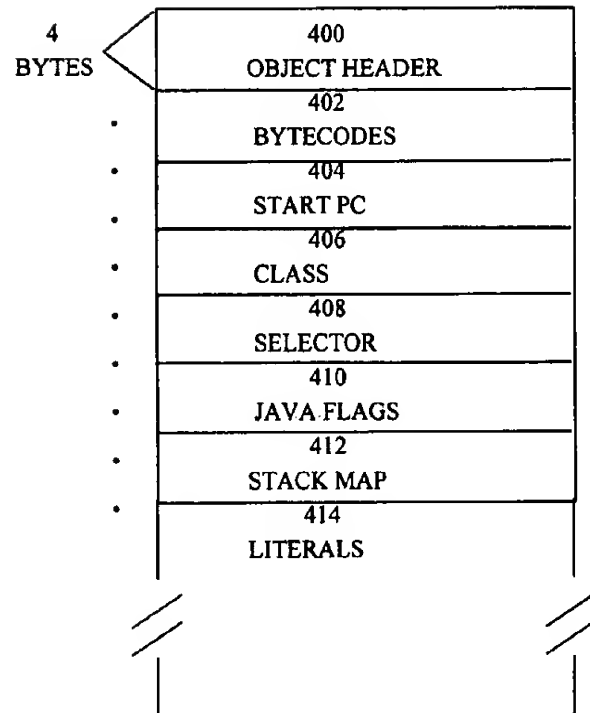 4
BYTES
400
OBJECT HEADER
402
BYTECODES
404
START PC
406
CLASS
408
SELECTOR
410
JAVA FLAGS
412
STACK MAP
414
LITERALS